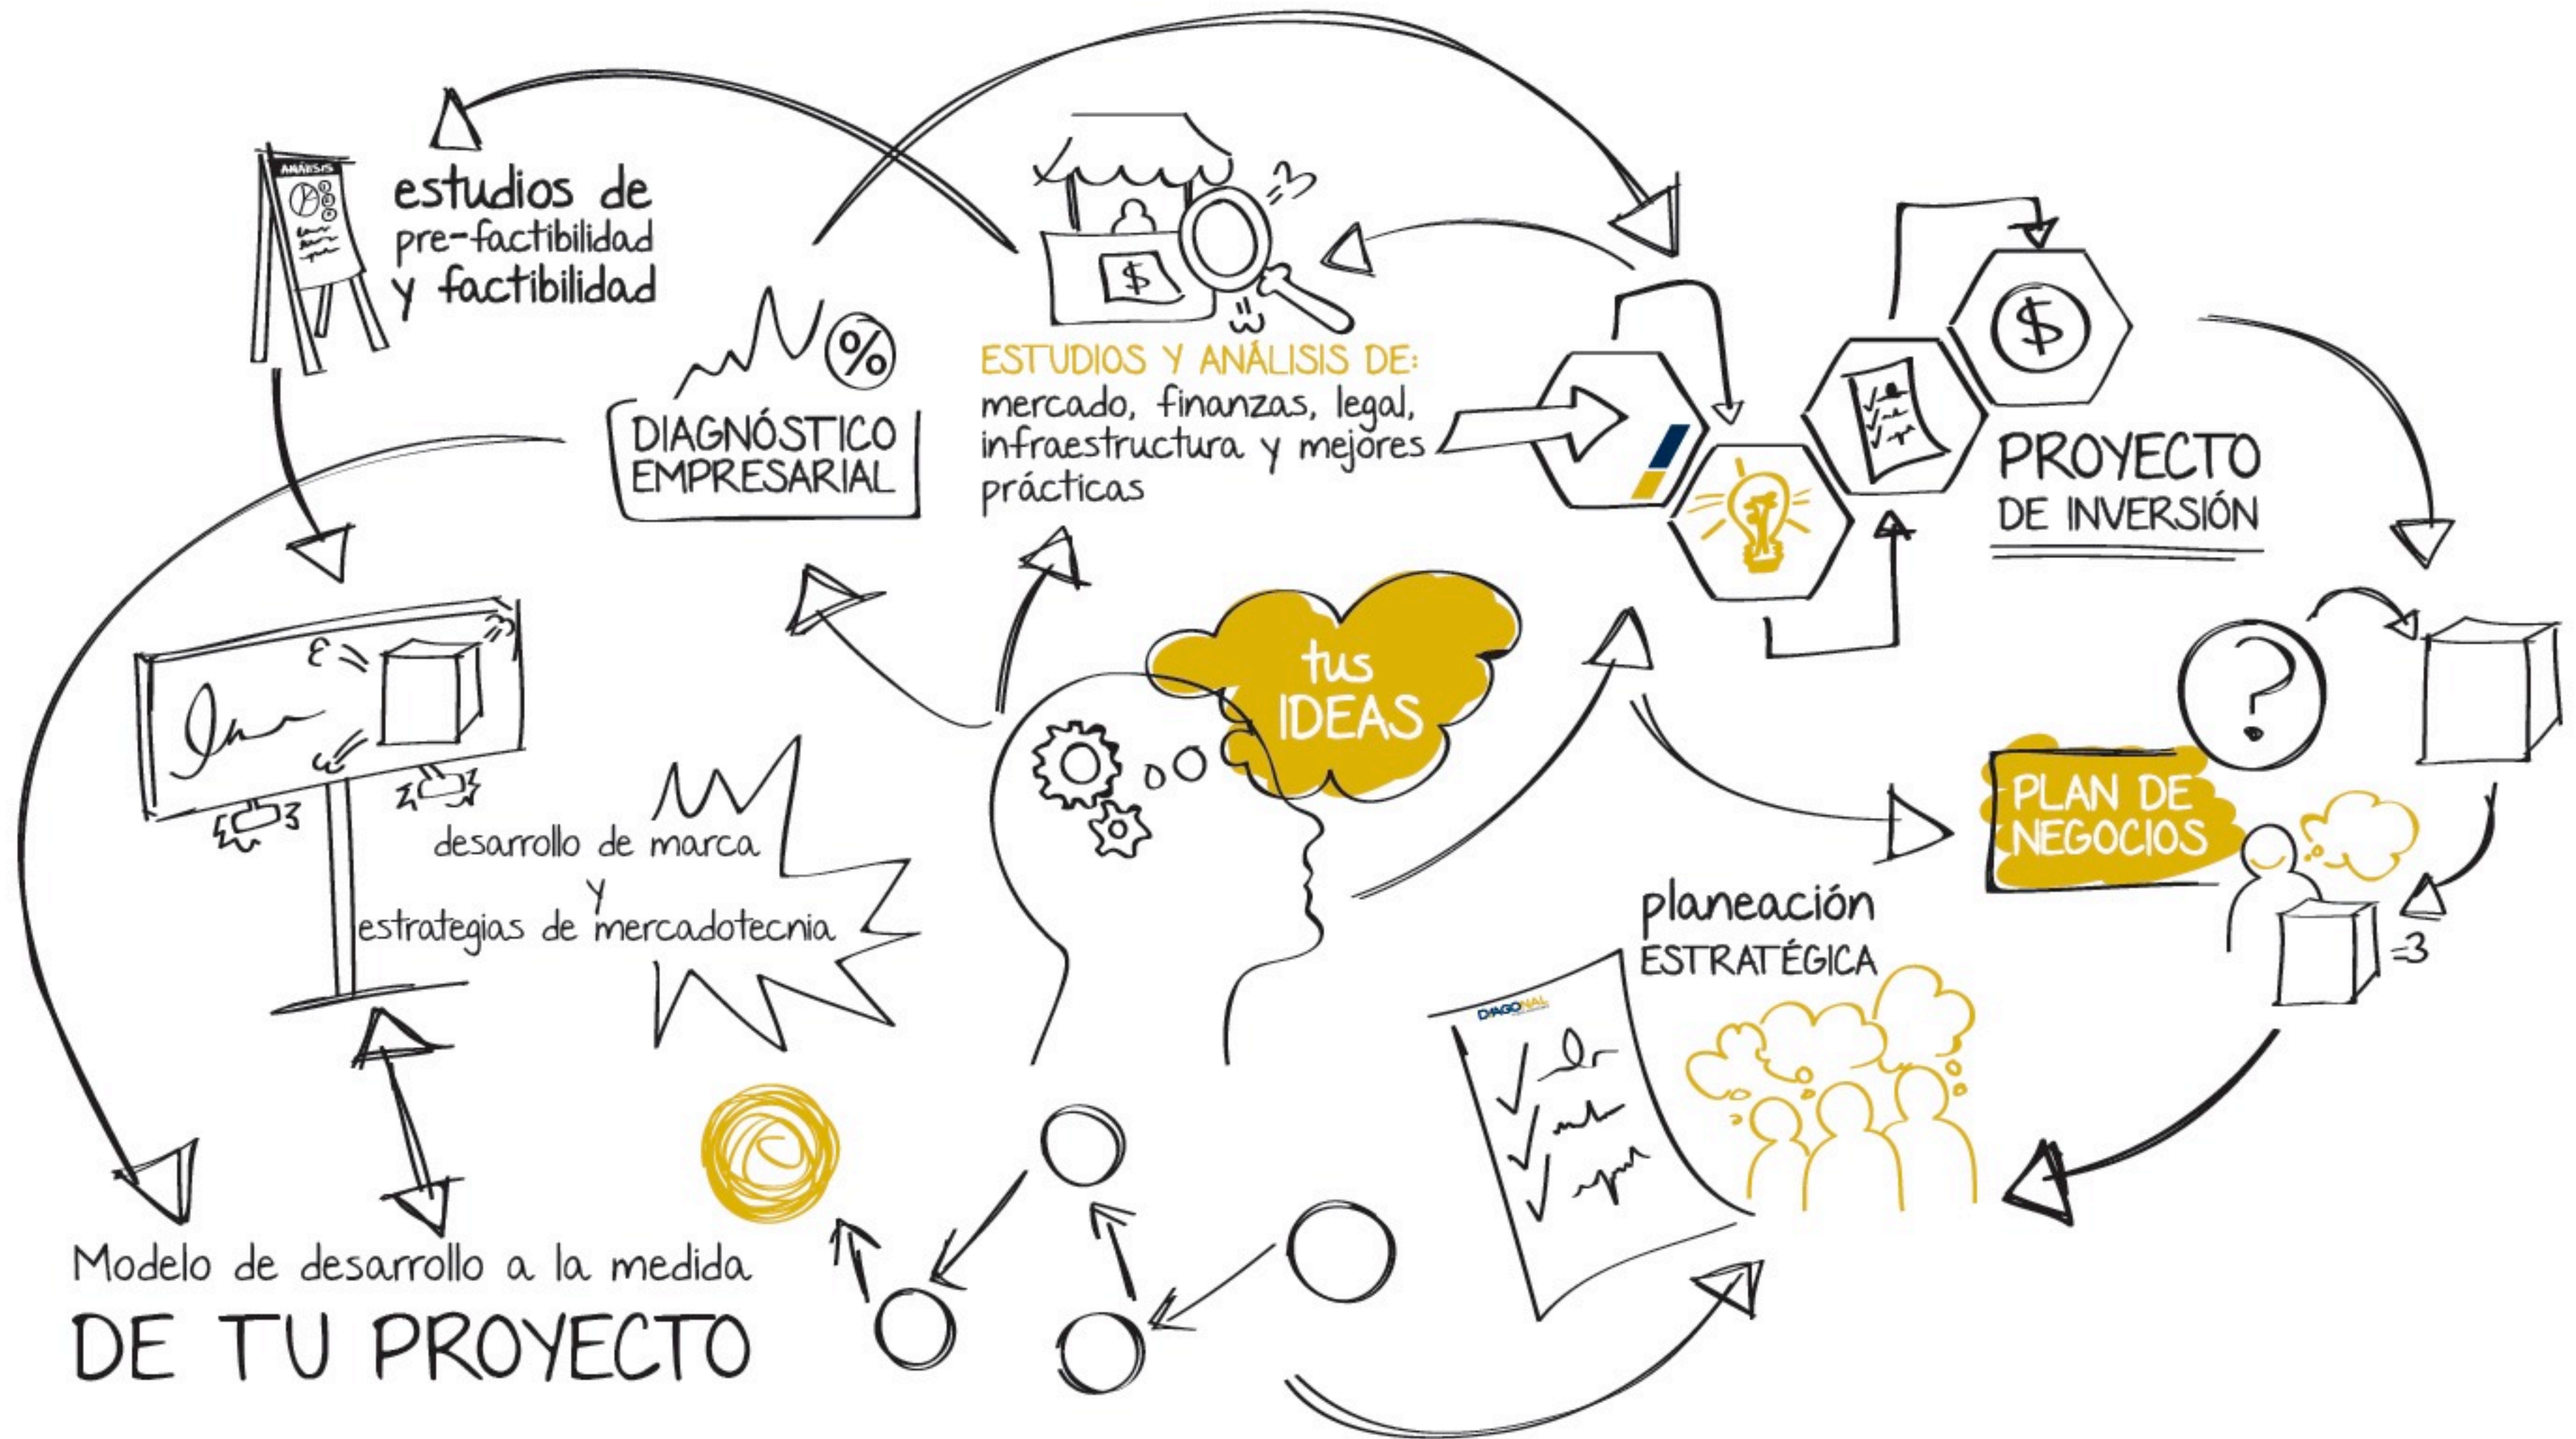 ANÁLISIS
estudios de
pre-factibilidad
y factibilidad
%
DIAGNÓSTICO
EMPRESARIAL
$
ESTUDIOS Y ANÁLISIS DE:
mercado, finanzas, legal,
infraestructura y mejores
prácticas
$
PROYECTO
DE INVERSIÓN
tus
IDEAS
?
PLAN DE
NEGOCIOS
desarrollo de marca
y
estrategias de mercadotecnia
planeación
ESTRATÉGICA
DIAGONAL
Modelo de desarrollo a la medida
DE TU PROYECTO